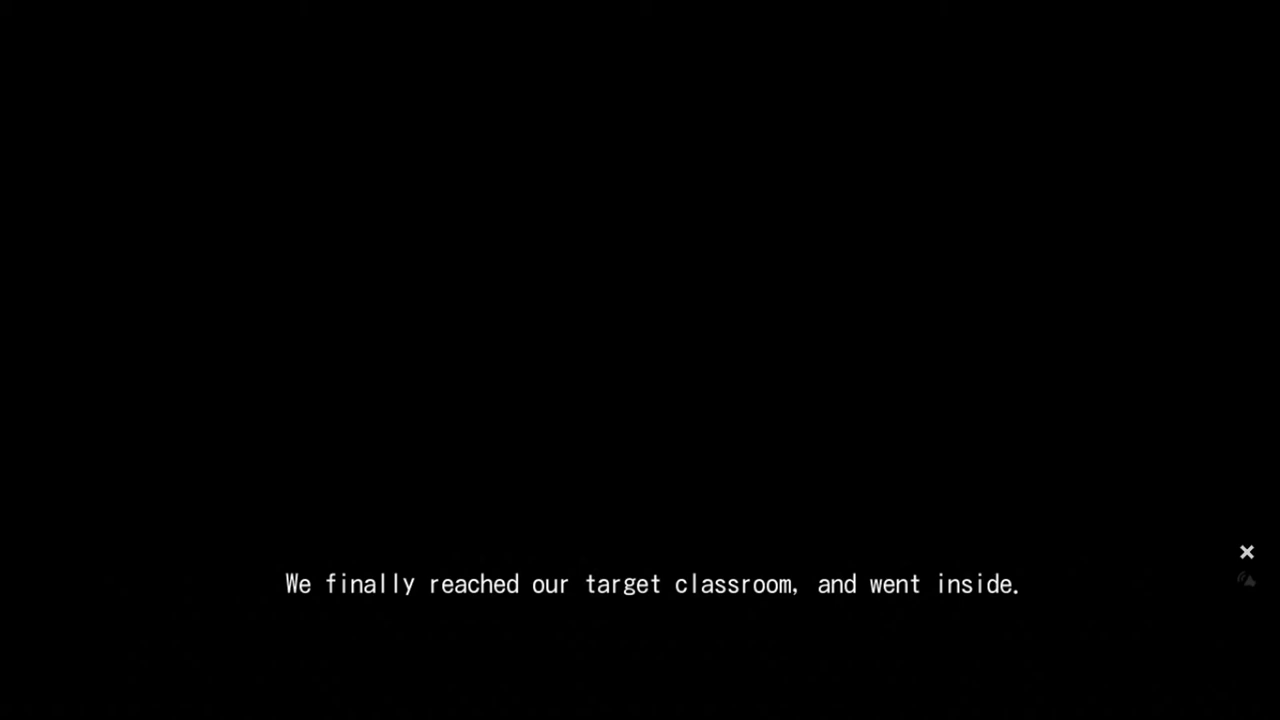 We finally reached our target classroom, and went inside.